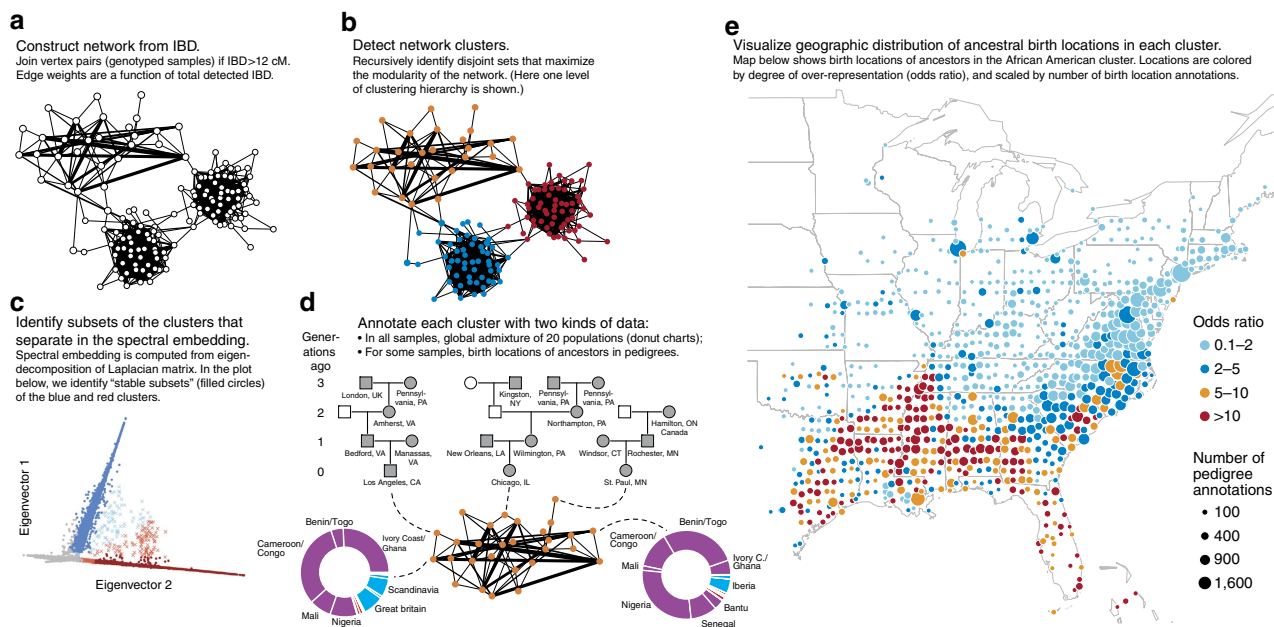 a
Construct network from IBD.
Join vertex pairs (genotyped samples) if IBD>12 cM.
Edge weights are a function of total detected IBD.
b
Detect network clusters.
Recursively identify disjoint sets that maximize
the modularity of the network. (Here one level
of clustering hierarchy is shown.)
c
Identify subsets of the clusters that
separate in the spectral embedding.
Spectral embedding is computed from eigen-
decomposition of Laplacian matrix. In the plot
below, we identify “stable subsets” (filled circles)
of the blue and red clusters.
Eigenvector 1
Eigenvector 2
d
Annotate each cluster with two kinds of data:
• In all samples, global admixture of 20 populations (donut charts);
• For some samples, birth locations of ancestors in pedigrees.
Gener-
ations
ago
3
2
1
0
London, UK
Pennsyl-
vania, PA
Amherst, VA
Bedford, VA
Manassas,
VA
Los Angeles, CA
Kingston,
NY
Pennsyl-
vania, PA
Pennsyl-
vania, PA
Northampton, PA
Hamilton, ON
Canada
New Orleans, LA
Wilmington, PA
Windsor, CT
Rochester, MN
Chicago, IL
St. Paul, MN
Benin/Togo
Cameroon/
Congo
Ivory Coast/
Ghana
Scandinavia
Great britain
Mali
Nigeria
Benin/Togo
Cameroon/
Congo
Mali
Nigeria
Ivory C./
Ghana
Iberia
Bantu
Senegal
e
Visualize geographic distribution of ancestral birth locations in each cluster.
Map below shows birth locations of ancestors in the African American cluster. Locations are colored
by degree of over-representation (odds ratio), and scaled by number of birth location annotations.
Odds ratio
0.1–2
2–5
5–10
>10
Number of
pedigree
annotations
100
400
900
1,600